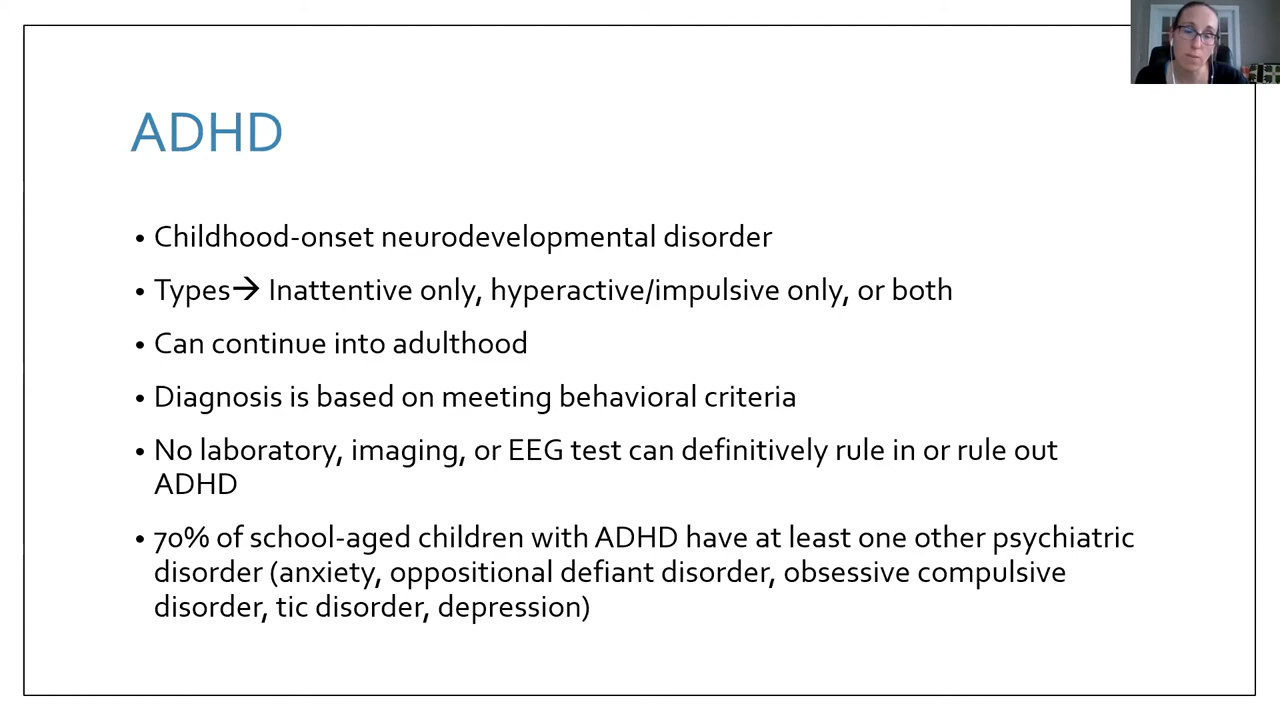 ADHD
• Childhood-onset neurodevelopmental disorder
• Types→ Inattentive only, hyperactive/impulsive only, or both
• Can continue into adulthood
• Diagnosis is based on meeting behavioral criteria
• No laboratory, imaging, or EEG test can definitively rule in or rule out
ADHD
• 70% of school-aged children with ADHD have at least one other psychiatric
disorder (anxiety, oppositional defiant disorder, obsessive compulsive
disorder, tic disorder, depression)